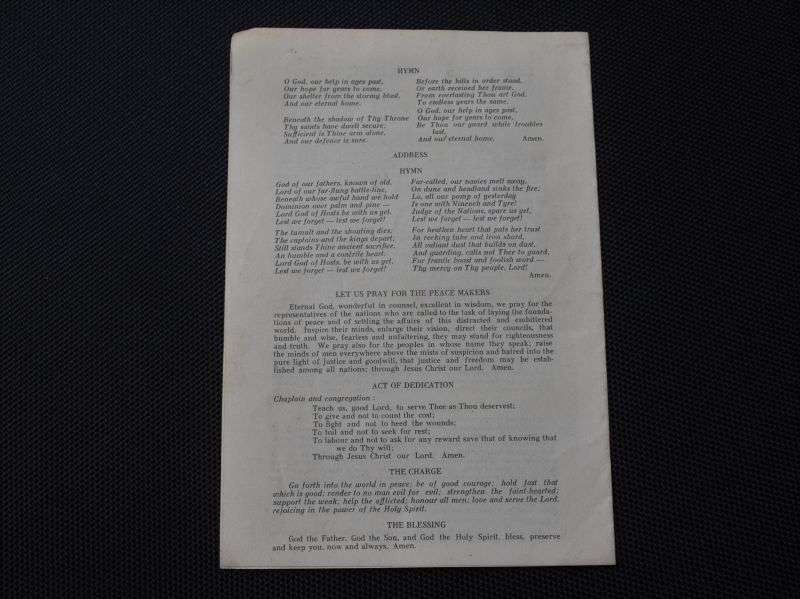 HYMN
O God, our help in ages past,
Our hope for years to come,
Our shelter from the stormy blast,
And our eternal home.
Beneath the shadow of Thy Throne
Thy saints have dwelt secure;
Sufficient is Thine arm alone,
And our defence is sure.
Before the hills in order stood,
Or earth received her frame,
From everlasting Thou art God,
To endless years the same.
O God, our help in ages past,
Our hope for years to come,
Be Thou our guard while troubles
last,
And our eternal home. Amen.
ADDRESS
HYMN
God of our fathers, known of old,
Lord of our far-flung battle-line,
Beneath whose awful hand we hold
Dominion over palm and pine —
Lord God of Hosts be with us yet,
Lest we forget — lest we forget!
The tumult and the shouting dies,
The captains and the kings depart;
Still stands Thine ancient sacrifice,
An humble and a contrite heart.
Lord God of Hosts, be with us yet,
Lest we forget — lest we forget!
Far-called, our navies melt away,
On dune and headland sinks the fire;
Lo, all our pomp of yesterday
Is one with Nineveh and Tyre!
Judge of the Nations, spare us yet,
Lest we forget — lest we forget!
For heathen heart that puts her trust
In reeking tube and iron shard,
All valiant dust that builds on dust,
And guarding, calls not Thee to guard,
For frantic boast and foolish word —
Thy mercy on Thy people, Lord!
Amen.
LET US PRAY FOR THE PEACE MAKERS
Eternal God, wonderful in counsel, excellent in wisdom, we pray for the
representatives of the nations who are called to the task of laying the founda-
tions of peace and of settling the affairs of this distracted and embittered
world. Inspire their minds, enlarge their vision, direct their councils, that
humble and wise, fearless and unfaltering, they may stand for righteousness
and truth. We pray also for the peoples in whose name they speak; raise
the minds of men everywhere above the mists of suspicion and hatred into the
pure light of justice and goodwill, that justice and freedom may be estab-
lished among all nations; through Jesus Christ our Lord. Amen.
ACT OF DEDICATION
Chaplain and congregation :
Teach us, good Lord, to serve Thee as Thou deservest;
To give and not to count the cost;
To fight and not to heed the wounds;
To toil and not to seek for rest;
To labour and not to ask for any reward save that of knowing that
we do Thy will;
Through Jesus Christ our Lord. Amen.
THE CHARGE
Go forth into the world in peace; be of good courage; hold fast that
which is good; render to no man evil for evil; strengthen the faint-hearted;
support the weak; help the afflicted; honour all men; love and serve the Lord,
rejoicing in the power of the Holy Spirit.
THE BLESSING
God the Father, God the Son, and God the Holy Spirit, bless, preserve
and keep you, now and always. Amen.